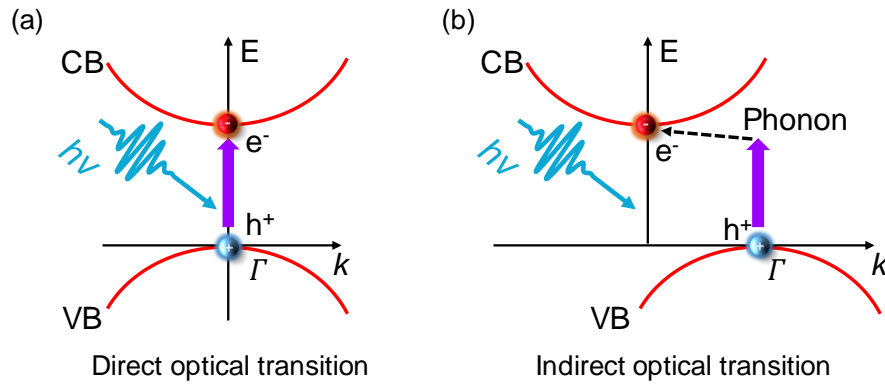 (a)
E
CB
-
e-
hν
h+
+
k
Γ
VB
Direct optical transition
(b)
E
CB
-
Phonon
e-
hν
h+
+
k
Γ
VB
Indirect optical transition